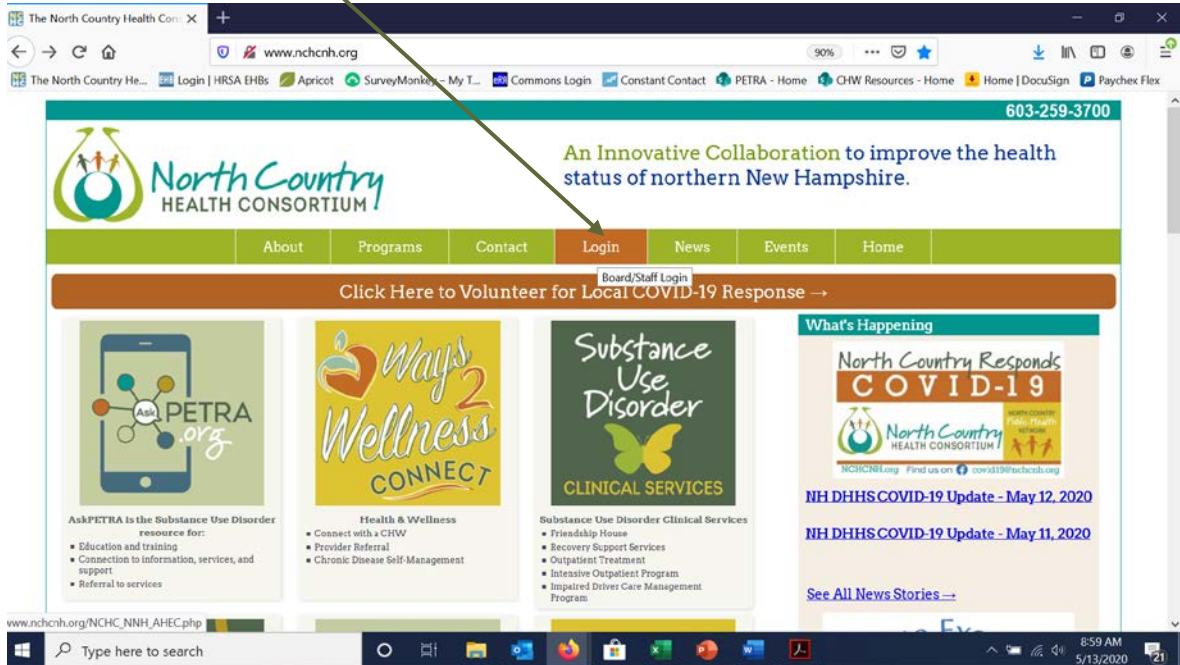 The North Country Health Con
www.nchcnh.org
90%
The North Country He...
Login | HRSA EHBs
Apricot
SurveyMonkey – My T...
Commons Login
Constant Contact
PETRA - Home
CHW Resources - Home
Home | DocuSign
Paychex Flex
603-259-3700
North Country
HEALTH CONSORTIUM
An Innovative Collaboration to improve the health
status of northern New Hampshire.
About
Programs
Contact
Login
News
Events
Home
Board/Staff Login
Click Here to Volunteer for Local COVID-19 Response →
Ask PETRA
.org
AskPETRA is the Substance Use Disorder
resource for:
▪ Education and training
▪ Connection to information, services, and
support
▪ Referral to services
Ways
2
Wellness
CONNECT
Health & Wellness
▪ Connect with a CHW
▪ Provider Referral
▪ Chronic Disease Self-Management
Substance
Use
Disorder
CLINICAL SERVICES
Substance Use Disorder Clinical Services
▪ Friendship House
▪ Recovery Support Services
▪ Outpatient Treatment
▪ Intensive Outpatient Program
▪ Impaired Driver Care Management
Program
What's Happening
North Country Responds
COVID-19
North Country
HEALTH CONSORTIUM
NORTH COUNTRY
Public Health
NETWORK
NCHCNH.org Find us on covid19@nchcnh.org
NH DHHS COVID-19 Update - May 12, 2020
NH DHHS COVID-19 Update - May 11, 2020
See All News Stories →
www.nchcnh.org/NCHC_NNH_AHEC.php
Type here to search
8:59 AM
5/13/2020
21